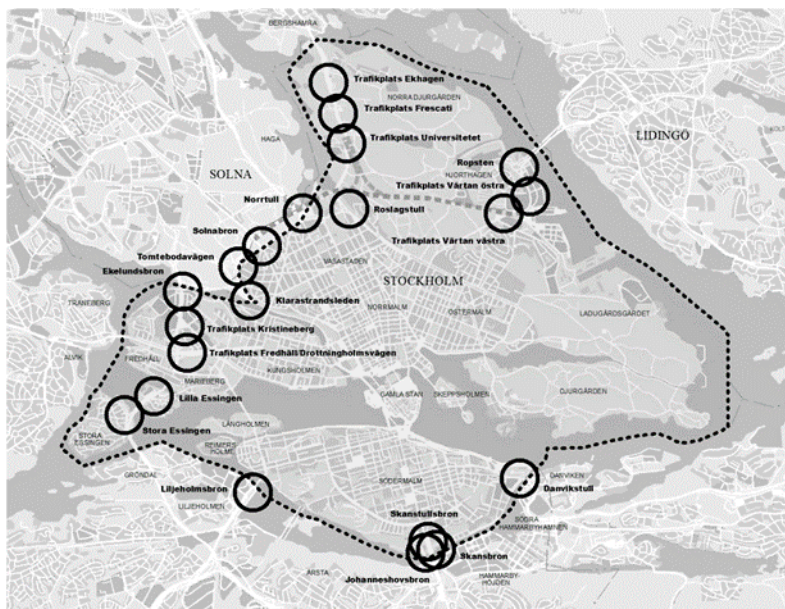 BERGSHAMRA
Trafikplats Ekhagen
NORRA DJURGÅRDEN
Trafikplats Frescati
Trafikplats Universitetet
HAGA
LIDINGÖ
SOLNA
Ropsten
HJORTHAGEN
Trafikplats Värtan östra
Norrtull
Roslagstull
Solnabron
Trafikplats Värtan västra
Tomtebodavägen
VASASTADEN
Ekelundsbron
STOCKHOLM
TRANEBERG
Klarastrandsleden
NORRMALM
ÖSTERMALM
LADUGÅRDSGÄRDET
Trafikplats Kristineberg
ALVIK
FREDHÄLL
Trafikplats Fredhäll/Drottningholmsvägen
KUNGSHOLMEN
MARIEBERG
GAMLA STAN
SKEPPSHOLMEN
DJURGÅRDEN
Lilla Essingen
LÅNGHOLMEN
Stora Essingen
STORA
ESSINGEN
REIMERS
HOLME
GRÖNDAL
DANVIKEN
Liljeholmsbron
SÖDERMALM
Danvikstull
LILJEHOLMEN
Skanstullsbron
SÖDRA
HAMMARBYHAMNEN
Skansbron
ÅRSTA
Johanneshovsbron
HAMMARBY-
HÖJDEN